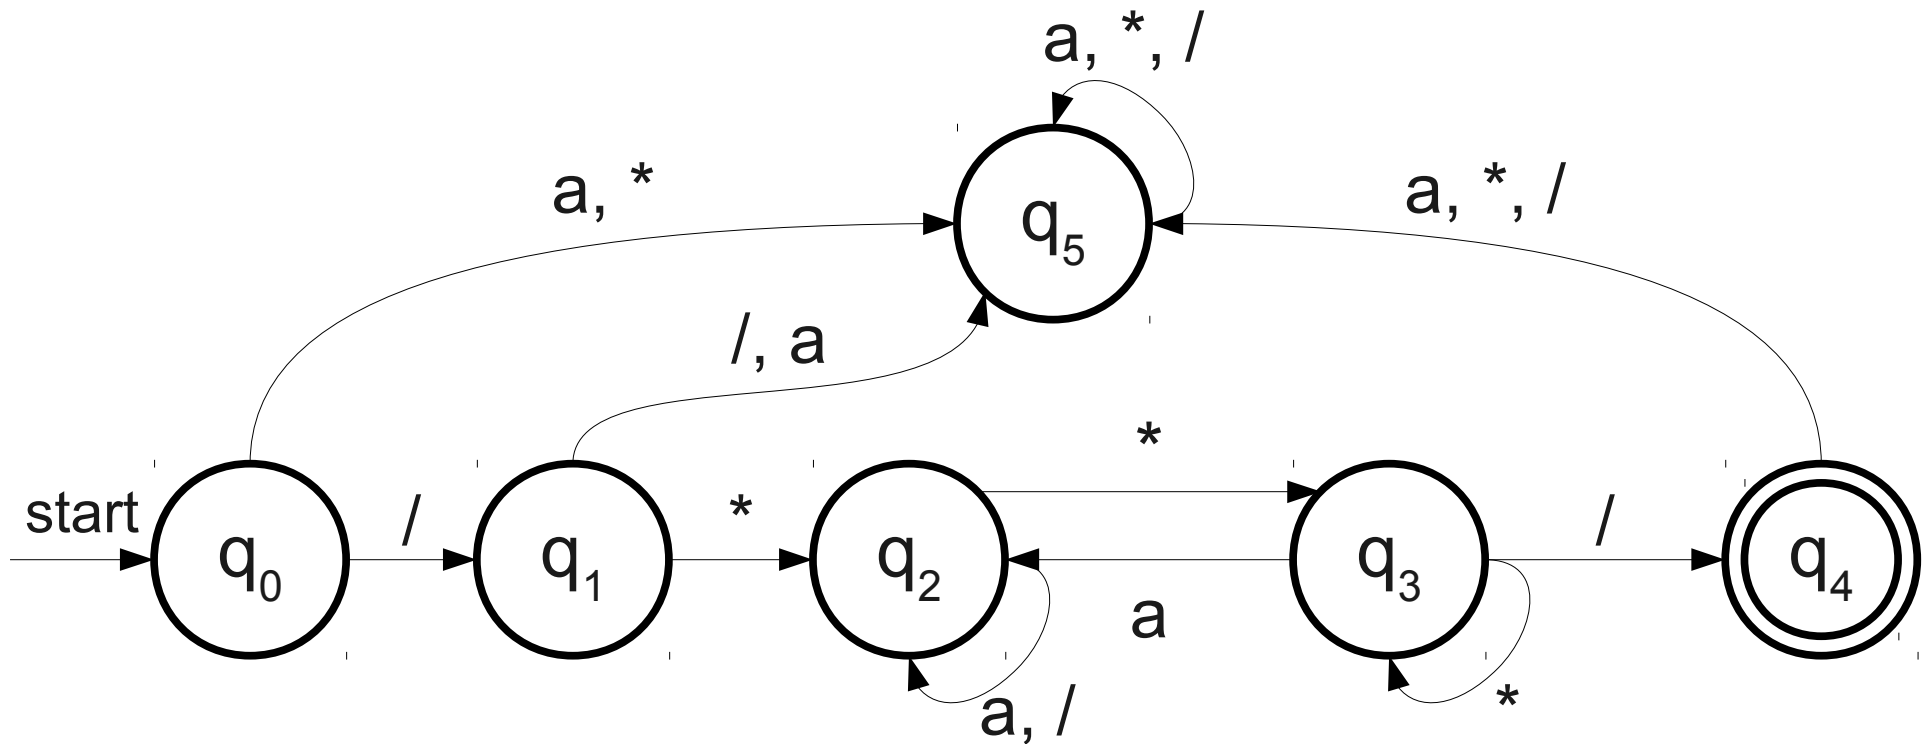 a, *, /
a, *
a, *, /
q5
/, a
*
start
/
*
/
q0
q1
q2
q3
q4
a
a, /
*